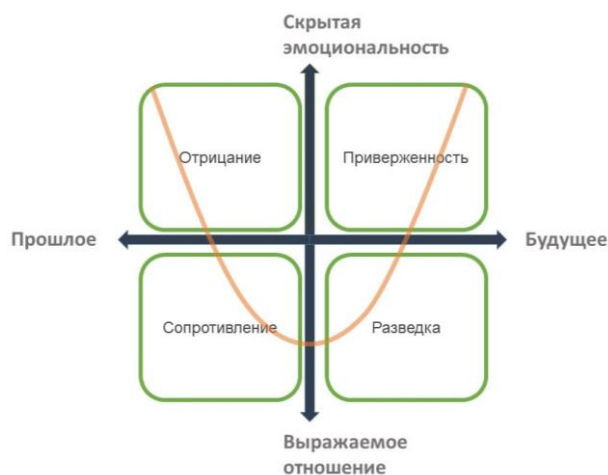 Скрытая
эмоциональность
Отрицание
Приверженность
Прошлое
Будущее
Сопротивление
Разведка
Выражаемое
отношение